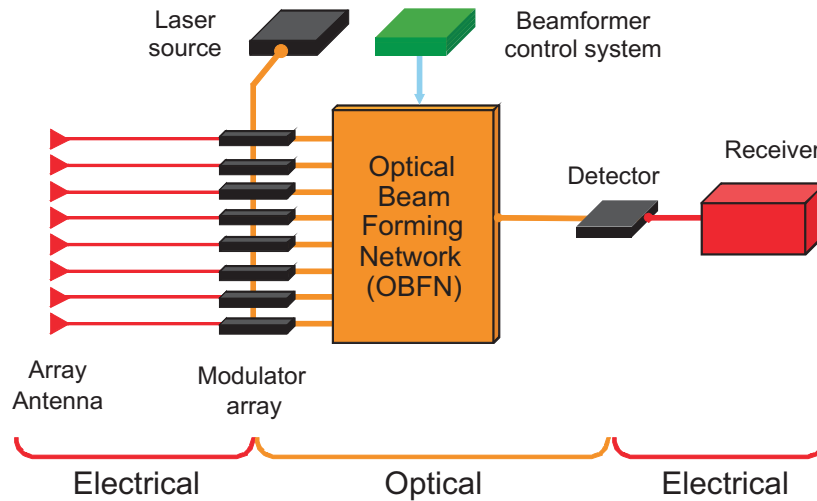 Laser
source
Beamformer
control system
Optical
Beam
Forming
Network
(OBFN)
Detector
Receiver
Array
Antenna
Modulator
array
Electrical
Optical
Electrical